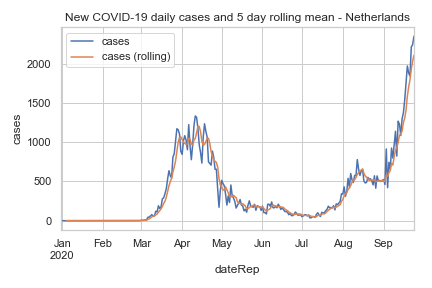 New COVID-19 daily cases and 5 day rolling mean - Netherlands
cases
cases (rolling)
2000
1500
1000
500
0
cases
Jan Feb Mar Apr May Jun Jul Aug Sep
2020
dateRep